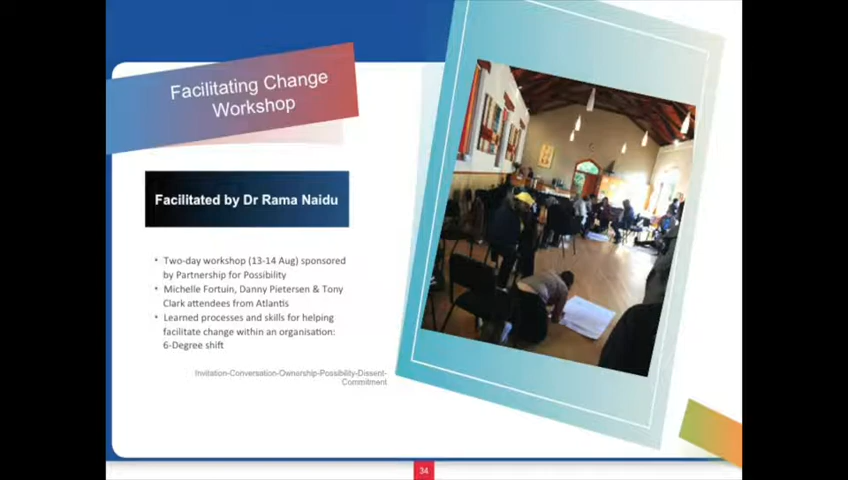 Facilitating Change
Workshop
Facilitated by Dr Rama Naidu
• Two-day workshop (13-14 Aug) sponsored
by Partnership for Possibility
• Michelle Fortuin, Danny Pietersen & Tony
Clark attendees from Atlantis
• Learned processes and skills for helping
facilitate change within an organisation:
6-Degree shift
Invitation-Conversation-Ownership-Possibility-Dissent-
Commitment
34